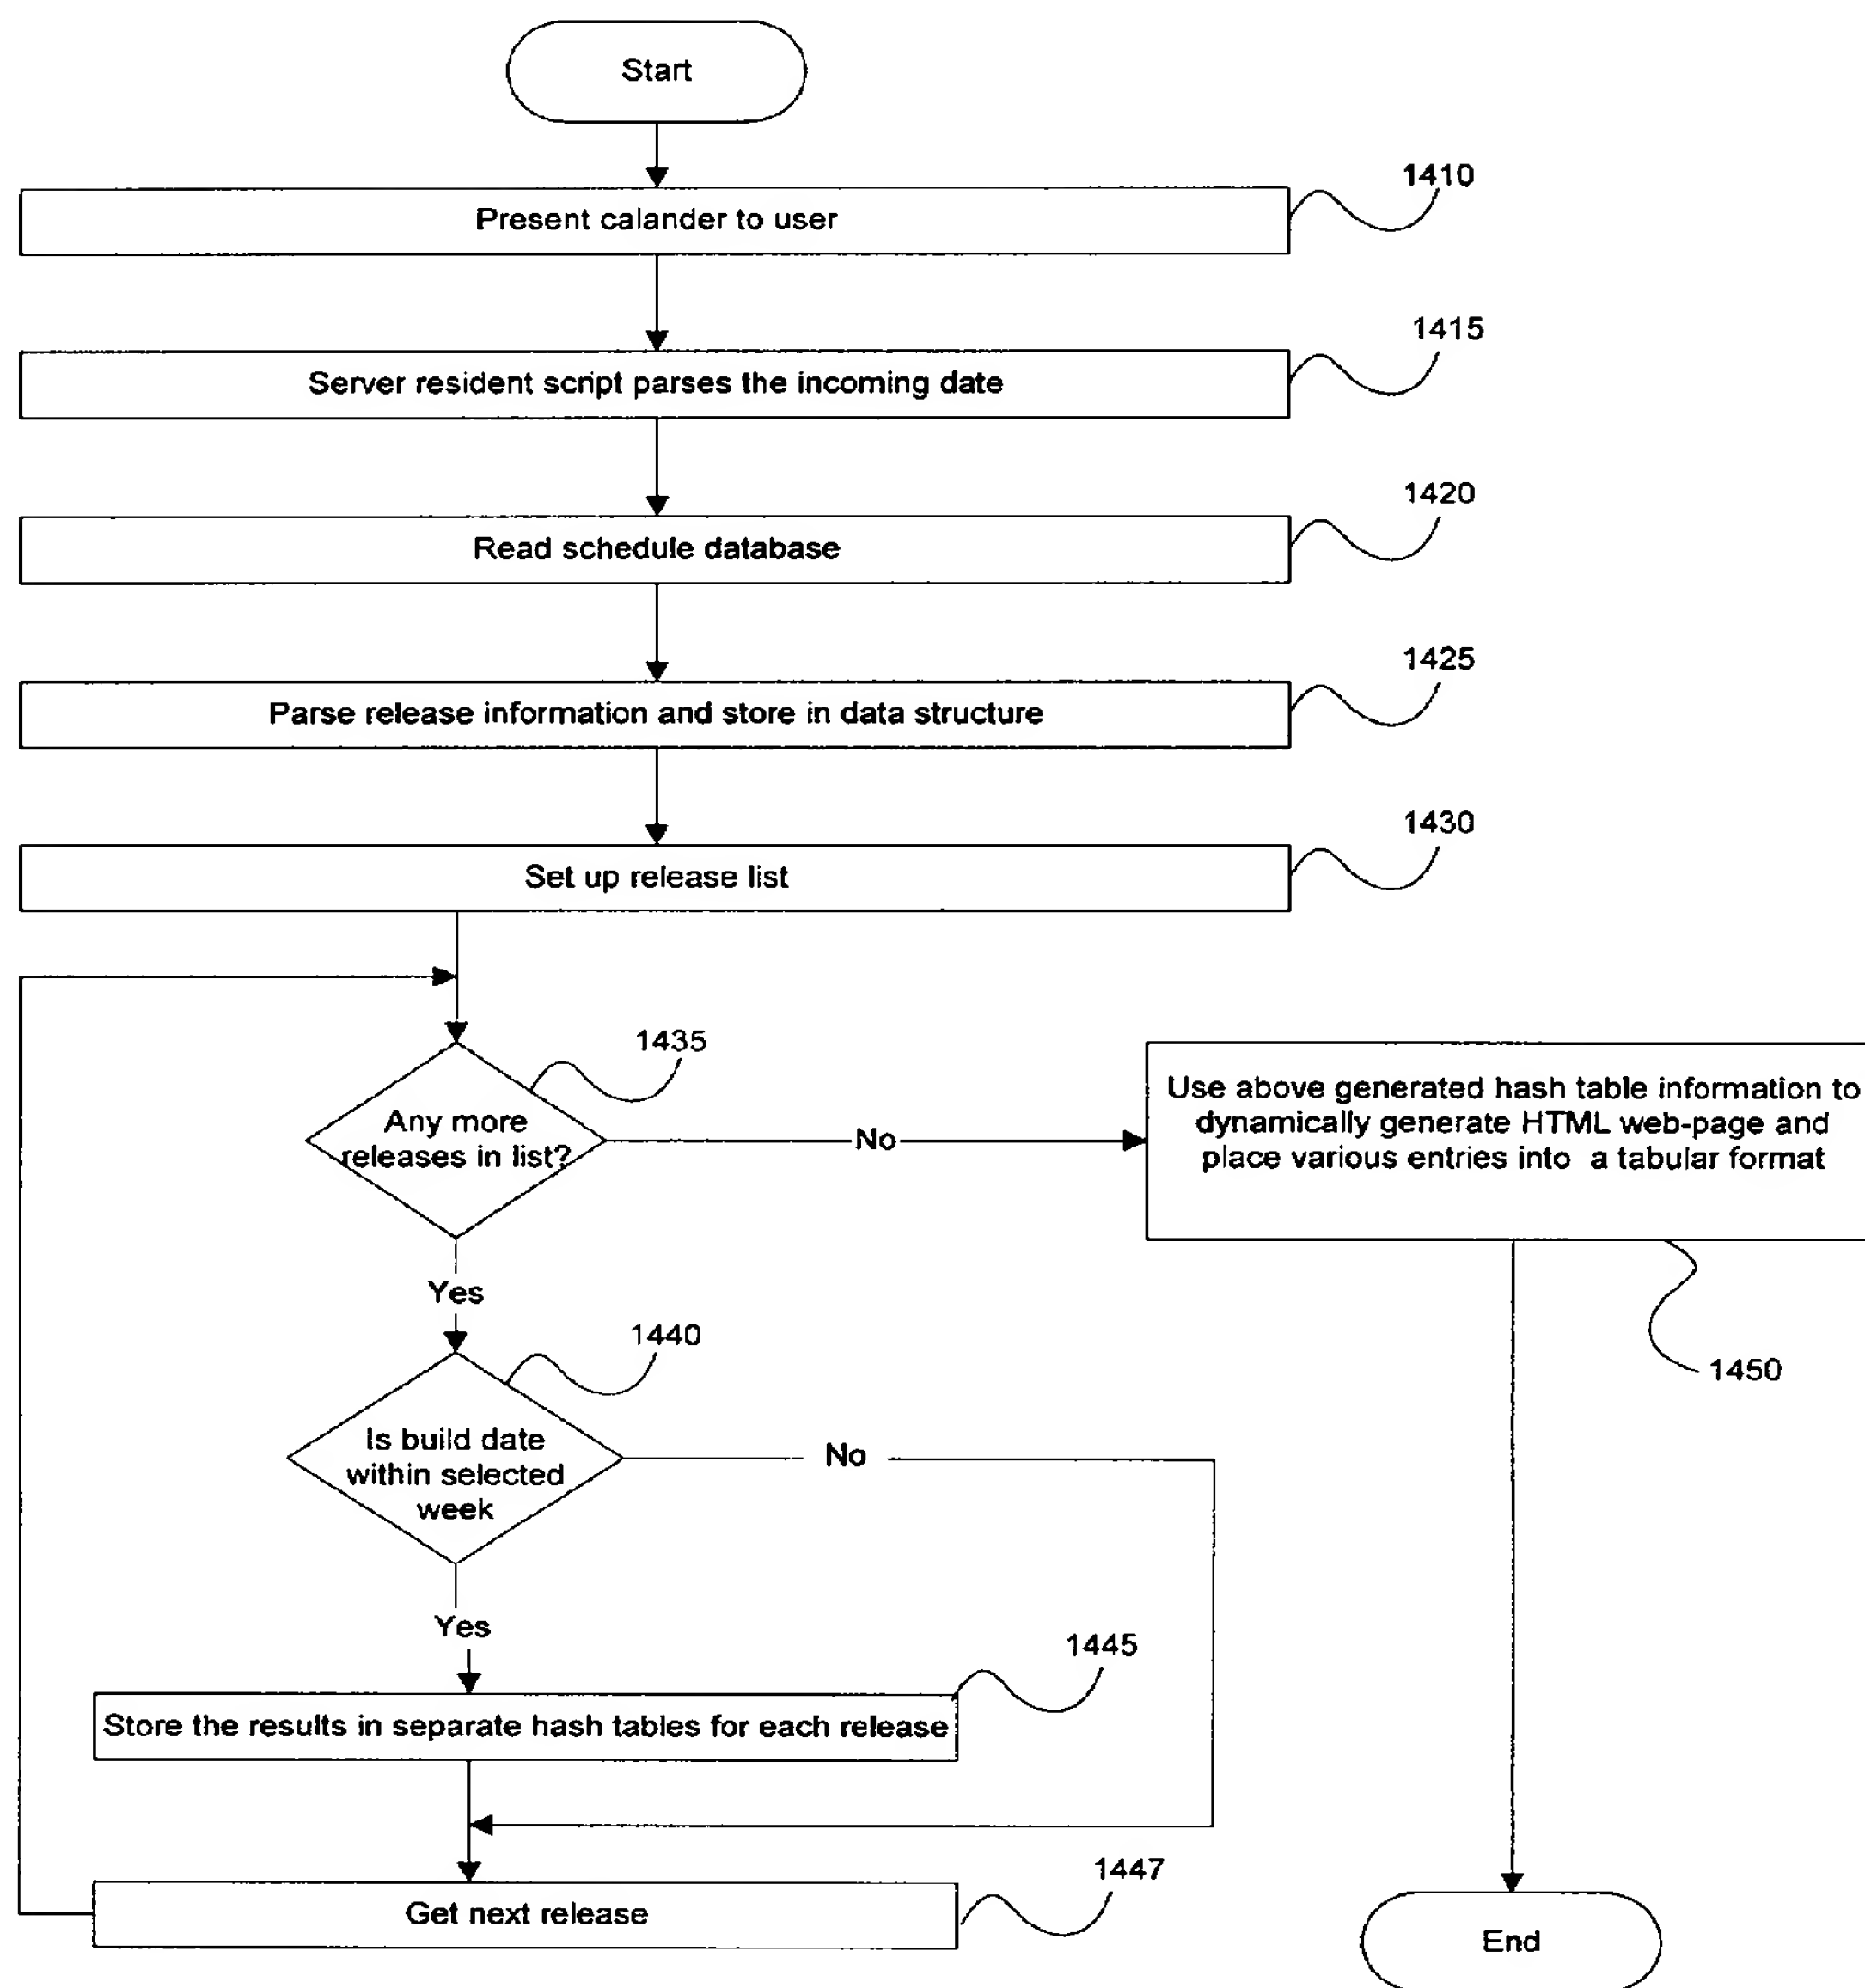 Start
Present calander to user
1410
Server resident script parses the incoming date
1415
Read schedule database
1420
Parse release information and store in data structure
1425
Set up release list
1430
Any more
releases in list?
1435
No
Use above generated hash table information to
dynamically generate HTML web-page and
place various entries into a tabular format
1450
Yes
Is build date
within selected
week
1440
No
Yes
Store the results in separate hash tables for each release
1445
Get next release
1447
End